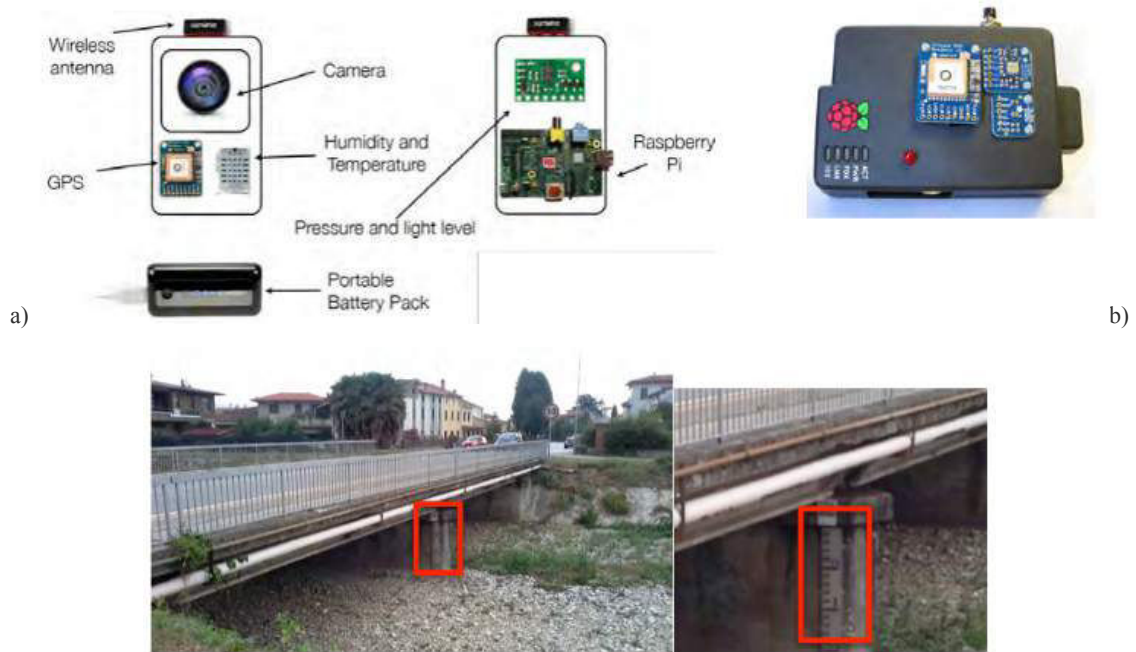 Wireless
antenna
Camera
GPS
Humidity and
Temperature
Raspberry
Pi
Pressure and light level
Portable
Battery Pack
a)
b)